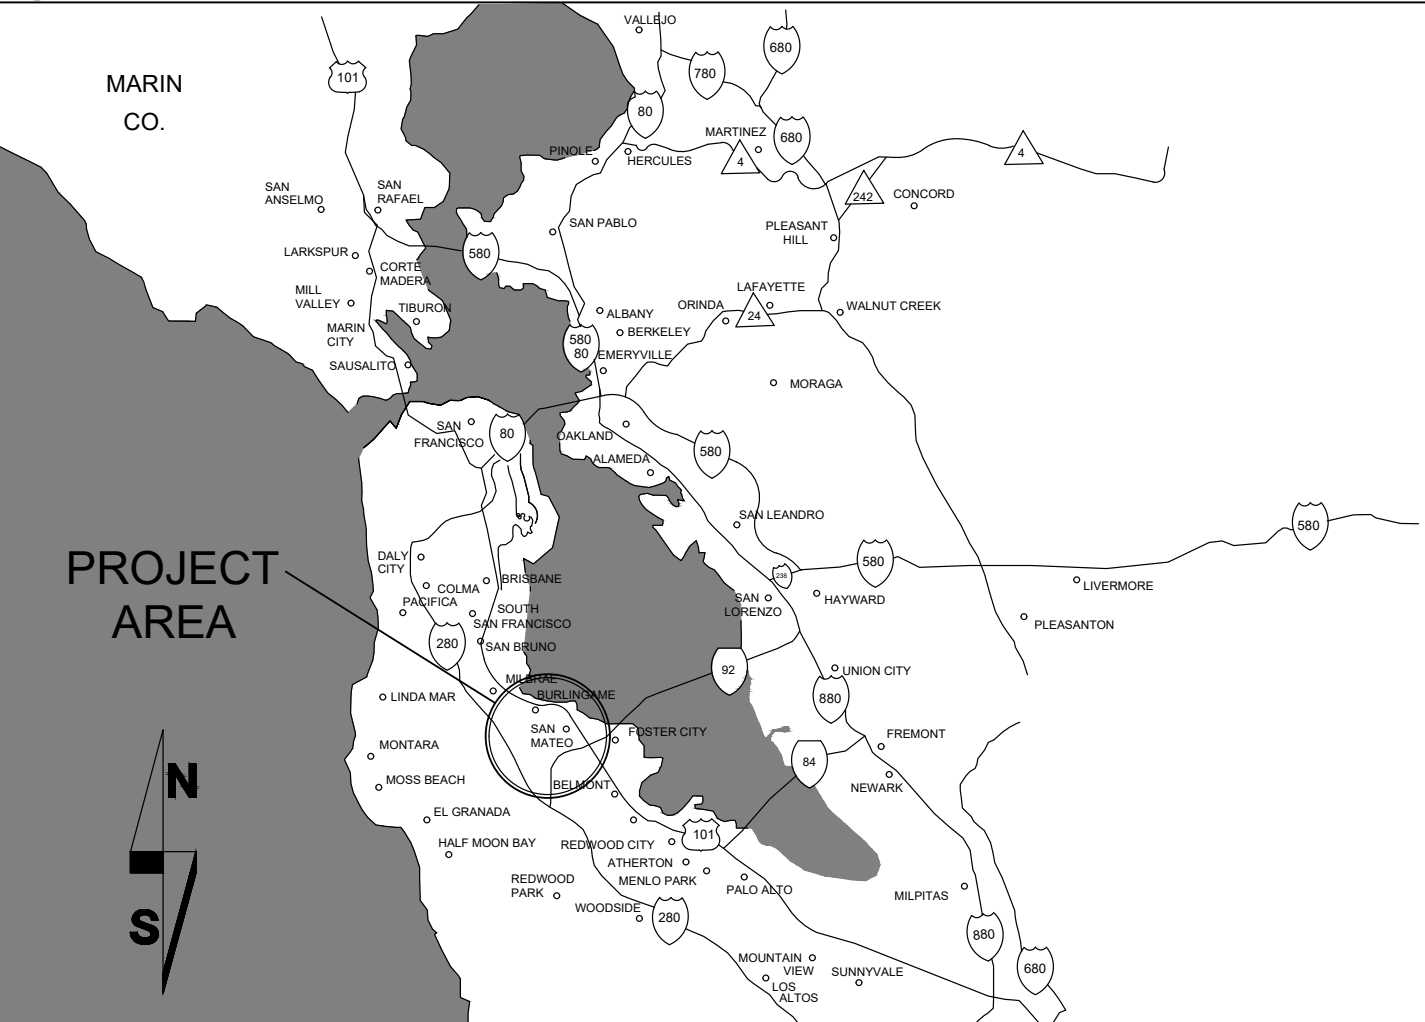 VALLEJO
680
101
780
MARIN
CO.
80
MARTINEZ
680
PINOLE
HERCULES
4
4
SAN
ANSELMO
SAN
RAFAEL
242
CONCORD
SAN PABLO
PLEASANT
HILL
LARKSPUR
580
CORTE
MADERA
MILL
VALLEY
TIBURON
LAFAYETTE
ORINDA
24
WALNUT CREEK
ALBANY
MARIN
CITY
BERKELEY
580
80
EMERYVILLE
SAUSALITO
MORAGA
SAN
FRANCISCO
80
OAKLAND
580
ALAMEDA
SAN LEANDRO
580
PROJECT
AREA
DALY
CITY
580
238
BRISBANE
COLMA
LIVERMORE
PACIFICA
SAN
LORENZO
HAYWARD
SOUTH
SAN FRANCISCO
PLEASANTON
280
SAN BRUNO
92
UNION CITY
MILBRAE
LINDA MAR
BURLINGAME
880
SAN
MATEO
FOSTER CITY
FREMONT
MONTARA
84
N
MOSS BEACH
BELMONT
NEWARK
EL GRANADA
HALF MOON BAY
REDWOOD CITY
101
ATHERTON
MENLO PARK
REDWOOD
PARK
PALO ALTO
MILPITAS
WOODSIDE
280
S
880
MOUNTAIN
VIEW
SUNNYVALE
680
LOS
ALTOS